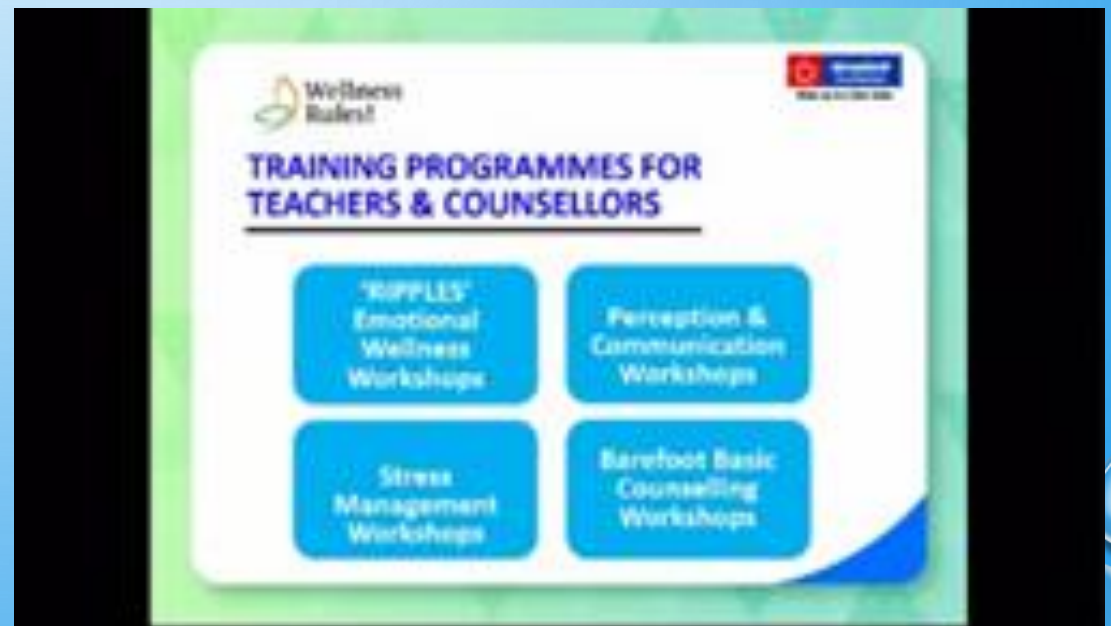 Wellness
Rules!
TRAINING PROGRAMMES FOR
TEACHERS & COUNSELLORS
'RIPPLES'
Emotional
Wellness
Workshops
Perception &
Communication
Workshops
Stress
Management
Workshops
Barefoot Basic
Counselling
Workshops